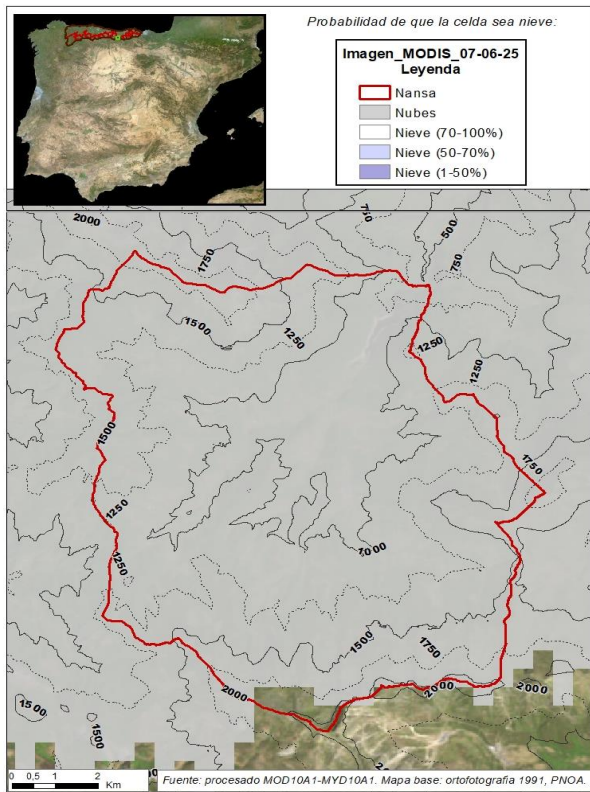 Probabilidad de que la celda sea nieve:
Imagen_MODIS_07-06-25
Leyenda
Nansa
Nubes
Nieve (70-100%)
Nieve (50-70%)
Nieve (1-50%)
2000
1750
750
500
750
1500
1250
1250
1250
1500
1750
1250
1250
1000
1500
1750
2000
2000
2000
1500
1500
0 0,5 1 2
Km
Fuente: procesado MOD10A1-MYD10A1. Mapa base: ortofotografia 1991, PNOA.